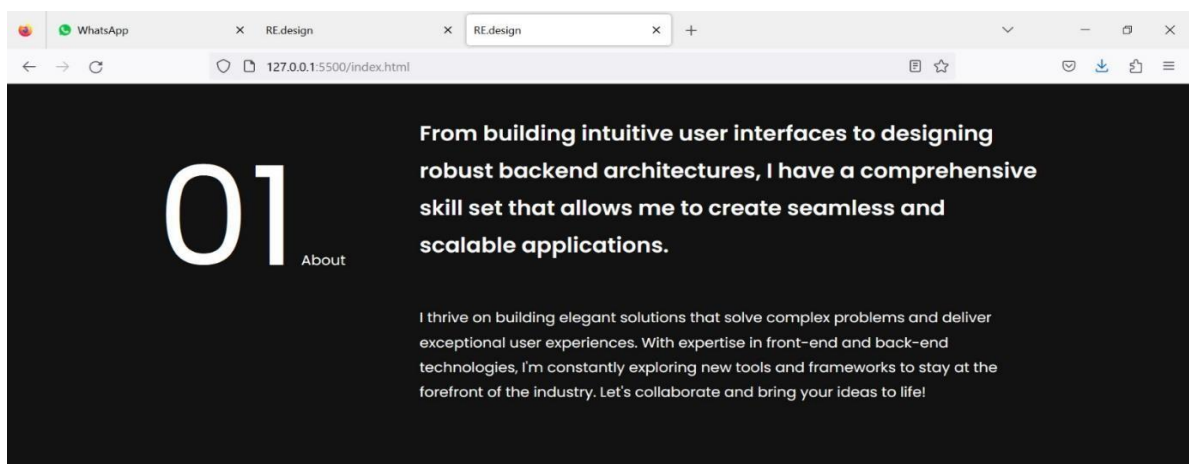 WhatsApp
RE.design
RE.design
127.0.0.1:5500/index.html
01 About
From building intuitive user interfaces to designing
robust backend architectures, I have a comprehensive
skill set that allows me to create seamless and
scalable applications.
I thrive on building elegant solutions that solve complex problems and deliver
exceptional user experiences. With expertise in front-end and back-end
technologies, I'm constantly exploring new tools and frameworks to stay at the
forefront of the industry. Let's collaborate and bring your ideas to life!